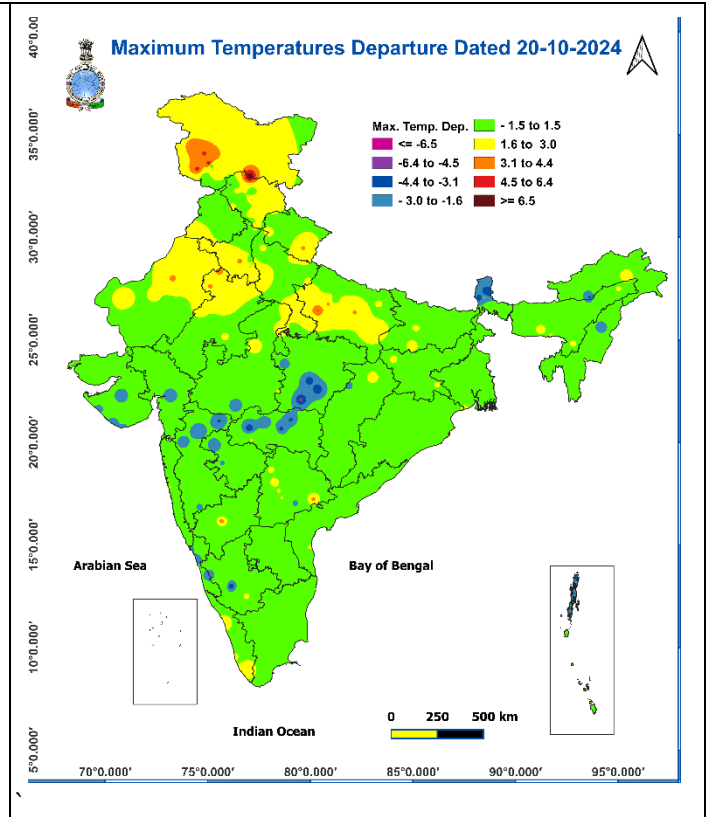 Maximum Temperatures Departure Dated 20-10-2024
Max. Temp. Dep.
<= -6.5
-6.4 to -4.5
-4.4 to -3.1
- 3.0 to -1.6
- 1.5 to 1.5
1.6 to 3.0
3.1 to 4.4
4.5 to 6.4
>= 6.5
40°0.00
35°0.000'
30°0.000'
25°0.000'
20°0.000'
15°0.000'
10°0.000'
5°0.000'
Arabian Sea
Bay of Bengal
Indian Ocean
0 250 500 km
70°0.000' 75°0.000' 80°0.000' 85°0.000' 90°0.000' 95°0.000'
`